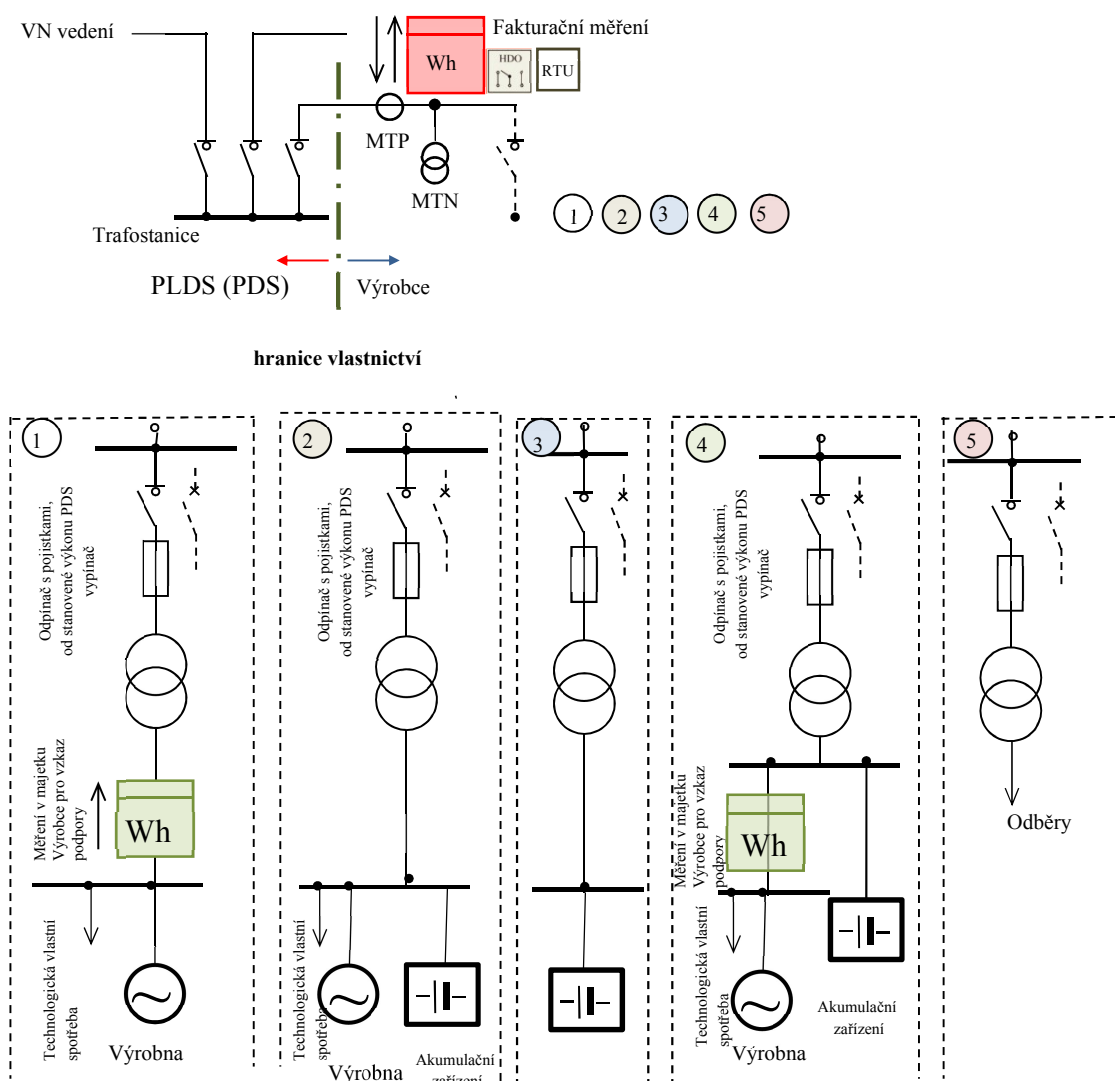 VN vedení
Fakturační měření
Wh
HDO
RTU
MTP
MTN
Trafostanice
1
2
3
4
5
PLDS (PDS)
Výrobce
hranice vlastnictví
1
Odpínač s pojistkami,
od stanovené výkonu PDS
vypínač
Měření v majetku
Výrobce pro vzkaz
podpory
Wh
Technologická vlastní
spotřeba
Výrobna
2
Odpínač s pojistkami,
od stanovené výkonu PDS
vypínač
Technologická vlastní
spotřeba
Výrobna
Akumulační
zařízení
3
4
Odpínač s pojistkami,
od stanovené výkonu PDS
vypínač
Měření v majetku
Výrobce pro vzkaz
podpory
Wh
Technologická vlastní
spotřeba
Výrobna
Akumulační
zařízení
5
Odběry